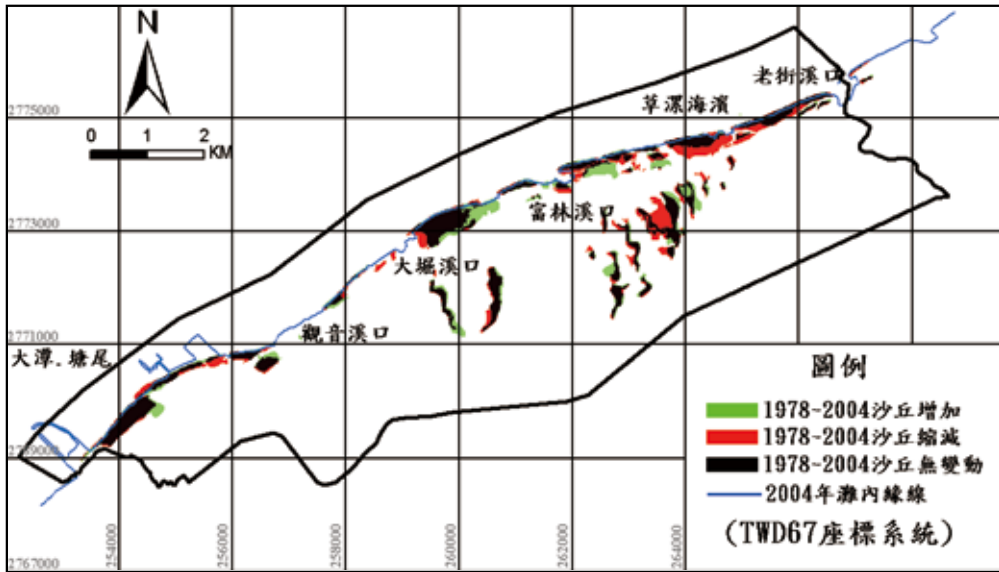 N
0 1 2
KM
老街溪口
草漯海濱
富林溪口
大堀溪口
觀音溪口
大潭.塘尾
2775000
2773000
2771000
2767000
254000
256000
258000
260000
262000
264000
圖例
1978~2004沙丘增加
1978~2004沙丘縮減
1978~2004沙丘無變動
2004年灘內緣線
(TWD67座標系統)